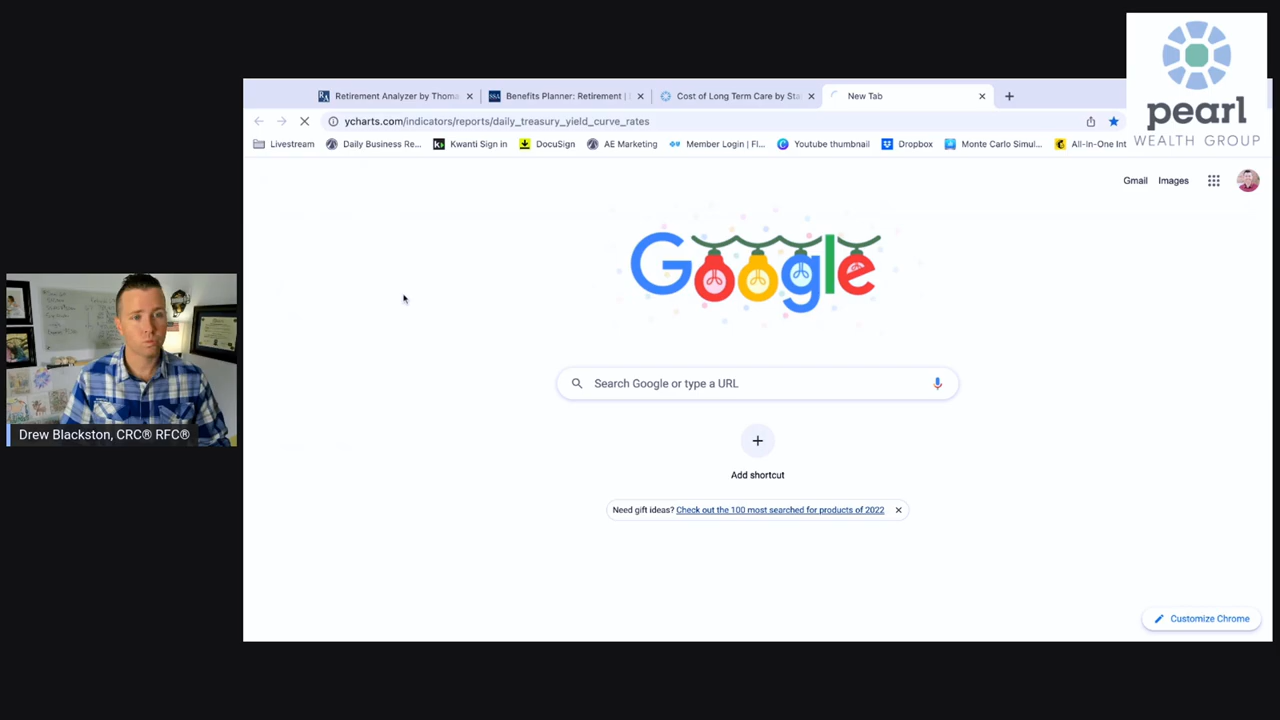 pearl
WEALTH GROUP
Retirement Analyzer by Thoma
SSA
Benefits Planner: Retirement |
Cost of Long Term Care by Sta
New Tab
ycharts.com/indicators/reports/daily_treasury_yield_curve_rates
Livestream
Daily Business Re...
Kwanti Sign in
DocuSign
AE Marketing
Member Login | Fl...
Youtube thumbnail
Dropbox
Monte Carlo Simul...
All-In-One Int
Gmail
Images
Google
Search Google or type a URL
Add shortcut
Need gift ideas? Check out the 100 most searched for products of 2022
Customize Chrome
Drew Blackston, CRC® RFC®